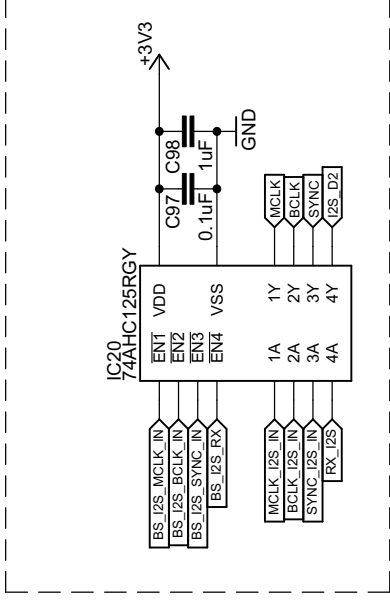 +3V3
C98
1uF
C97
0.1uF
GND
IC20
74AHC125RGY
EN1 VDD
EN2
EN3
EN4 VSS
1A 1Y
2A 2Y
3A 3Y
4A 4Y
BS_I2S_MCLK_IN
BS_I2S_BCLK_IN
BS_I2S_SYNC_IN
BS_I2S_RX
MCLK_I2S_IN
BCLK_I2S_IN
SYNC_I2S_IN
RX_I2S
MCLK
BCLK
SYNC
I2S_D2